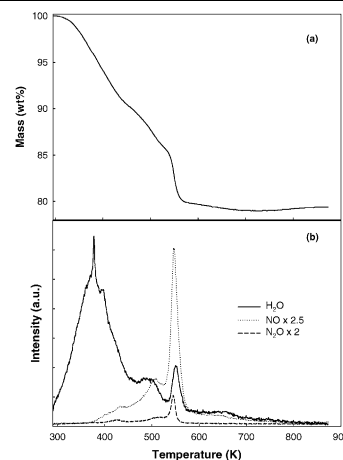 100
(a)
95
90
85
80
Mass (wt%)
(b)
H₂O
NO x 2.5
N₂O x 2
Intensity (a.u.)
300 400 500 600 700 800 90
Temperature (K)